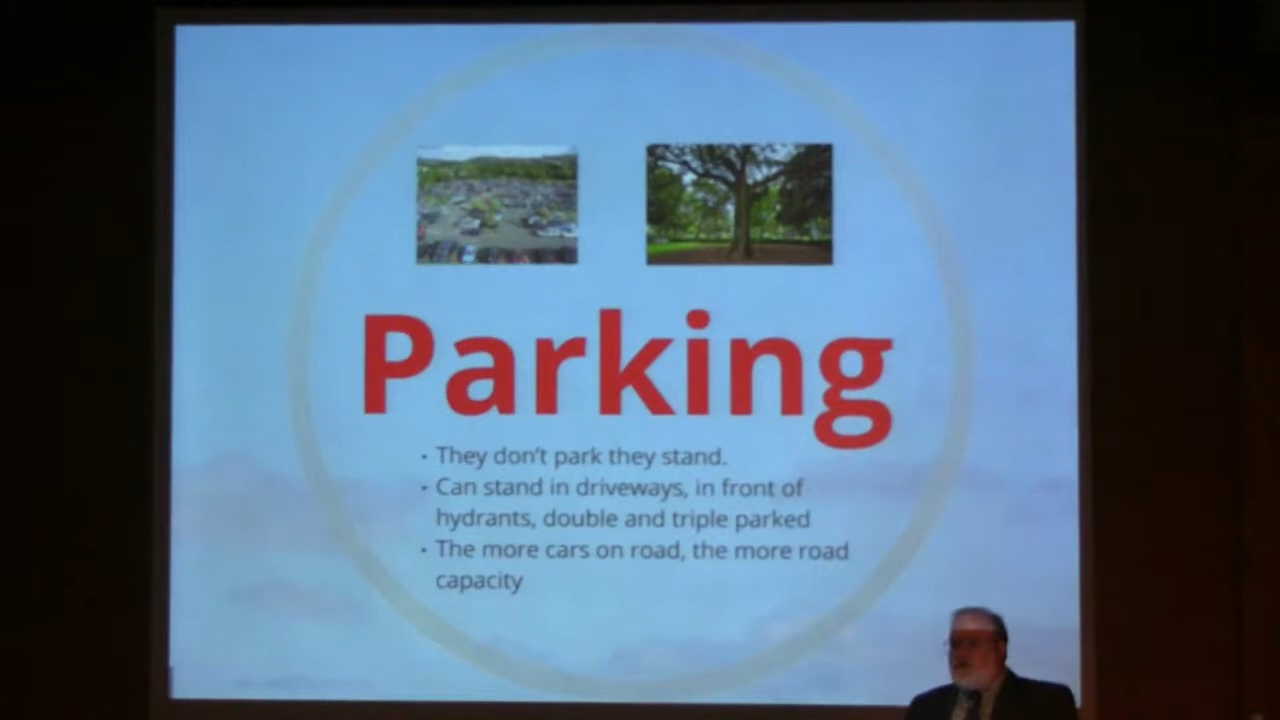 Parking
· They don't park they stand.
· Can stand in driveways, in front of
hydrants, double and triple parked
· The more cars on road, the more road
capacity